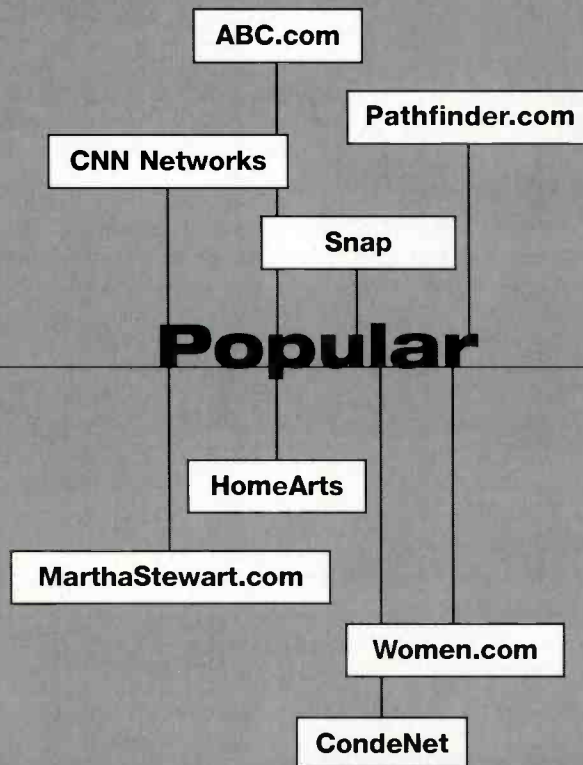 ABC.com
Pathfinder.com
CNN Networks
Snap
Popular
HomeArts
MarthaStewart.com
Women.com
CondeNet